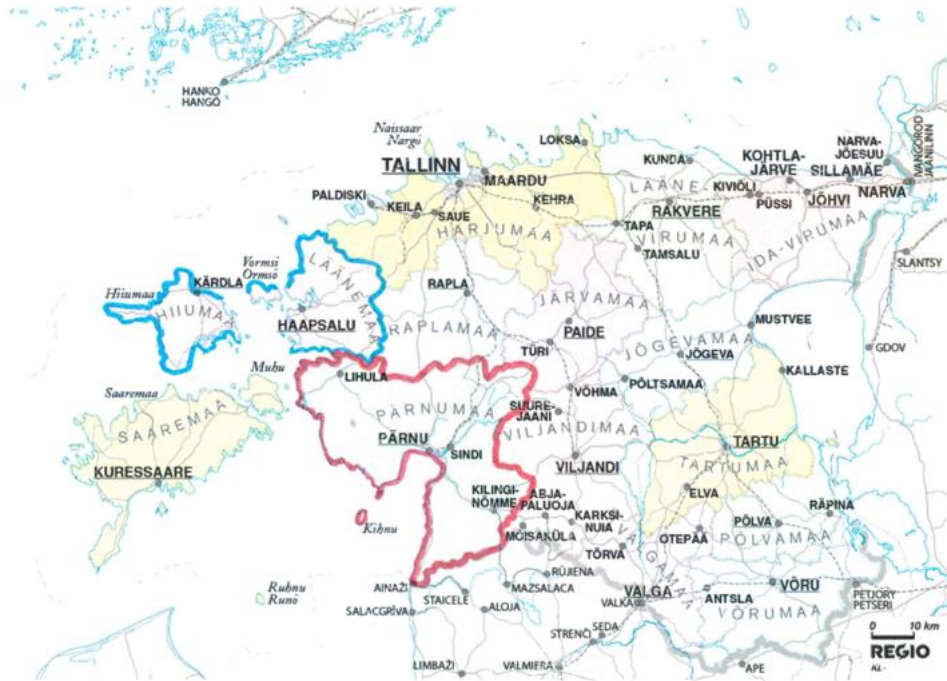 HANKO
HANGÖ
Naissaar
Nargö
LOKSA
TALLINN
MAARDU
KUNDA
KOHTLA-
JÄRVE
NARVA-
JÕESUU
SILLAMÄE
IVANGOROD
JAANILINN
PALDISKI
KEILA
SAUE
KEHRA
HARJUMAA
LÄÄNE
VIRUMAA
RAKVERE
KIVIÕLI
PÜSSI
JÕHVI
NARVA
IDA-VIRUMAA
TAPA
TAMSALU
SLANTSY
Vormsi
Ormsö
Hiiumaa
KÄRDLA
HIIUMAA
LÄÄNEMAA
HAAPSALU
RAPLA
RAPLAMAA
JÄRVAMAA
PAIDE
TÜRI
JÕGEVAMAA
MUSTVEE
JÕGEVA
GDOV
KALLASTE
Muhu
Saaremaa
SAAREMAA
KURESSAARE
LIHULA
PÄRNUMAA
PÄRNU
SINDI
VÕHMA
PÕLTSAMAA
SUURE-
JAANI
VILJANDIMAA
VILJANDI
TARTU
TARTUMAA
ELVA
KILINGI-
NÕMME
ABJA-
PALUOJA
KARKSI-
NUIA
MÕISAKÜLA
TÕRVA
OTEPÄÄ
PÕLVA
PÕLVAMAA
RÄPINA
Kihnu
Ruhnu
Runö
AINAŽI
SALACGRĪVA
STAICELE
ALOJA
MAZSALACA
RŪJIENA
VALGAMAA
VALGA
VALKA
ANTSLA
VÕRU
VÕRUMAA
PETJORY
PETSERI
STRENČI
SEDA
LIMBAŽI
VALMIERA
APE
0 10 km
REGIO
KL-